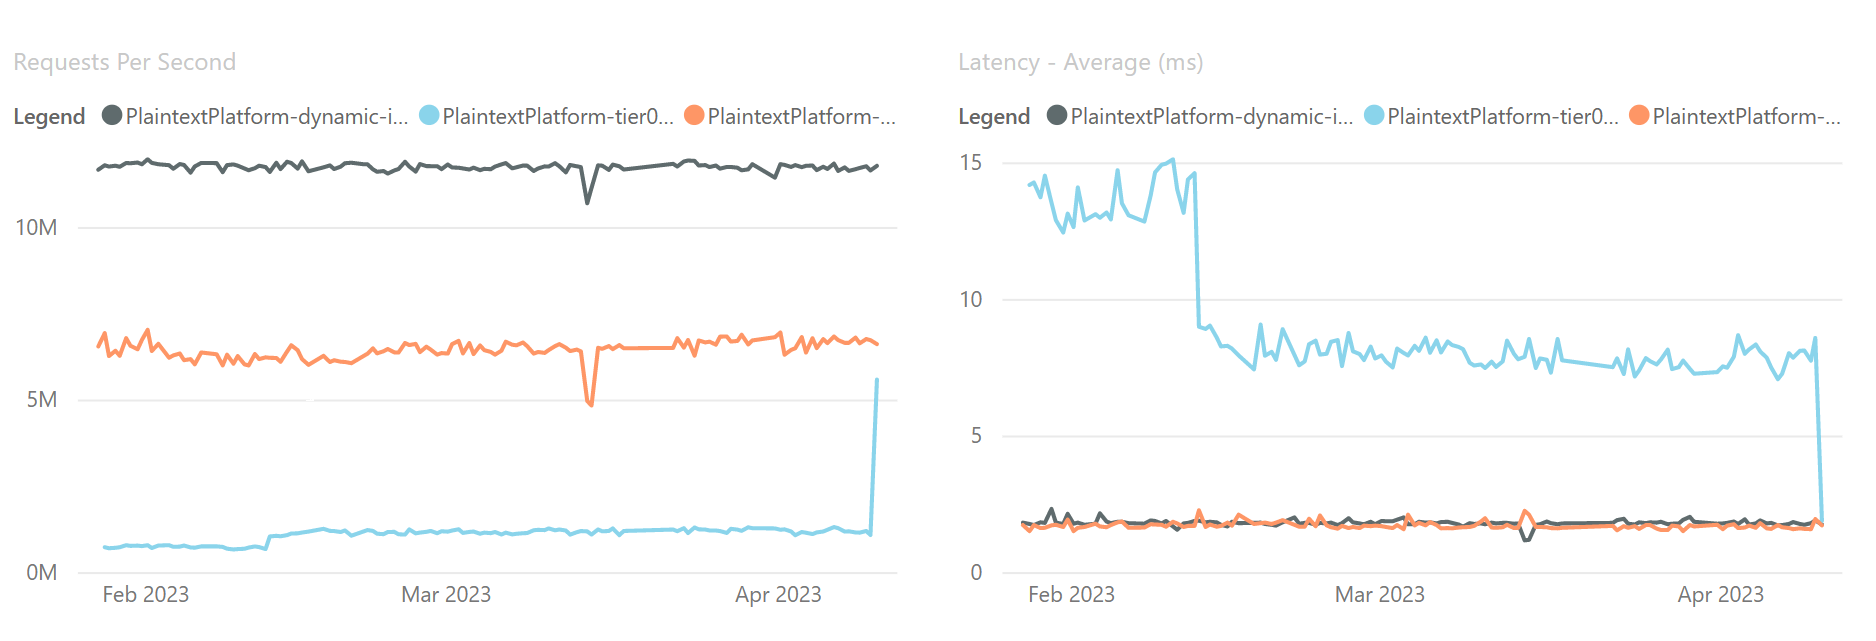 Requests Per Second
Legend PlaintextPlatform-dynamic-i... PlaintextPlatform-tier0... PlaintextPlatform-...
10M
5M
0M
Feb 2023 Mar 2023 Apr 2023
Latency - Average (ms)
Legend PlaintextPlatform-dynamic-i... PlaintextPlatform-tier0... PlaintextPlatform-...
15
10
5
0
Feb 2023 Mar 2023 Apr 2023